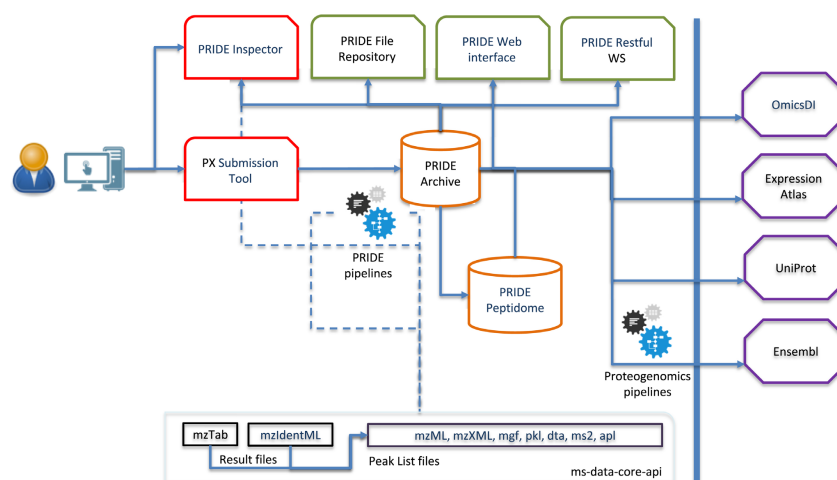 PRIDE Inspector
PRIDE File
Repository
PRIDE Web
interface
PRIDE Restful
WS
OmicsDI
PX Submission
Tool
PRIDE
Archive
Expression
Atlas
PRIDE
pipelines
PRIDE
Peptidome
UniProt
Proteogenomics
pipelines
Ensembl
mzTab
mzIdentML
mzML, mzXML, mgf, pkl, dta, ms2, apl
Result files
Peak List files
ms-data-core-api